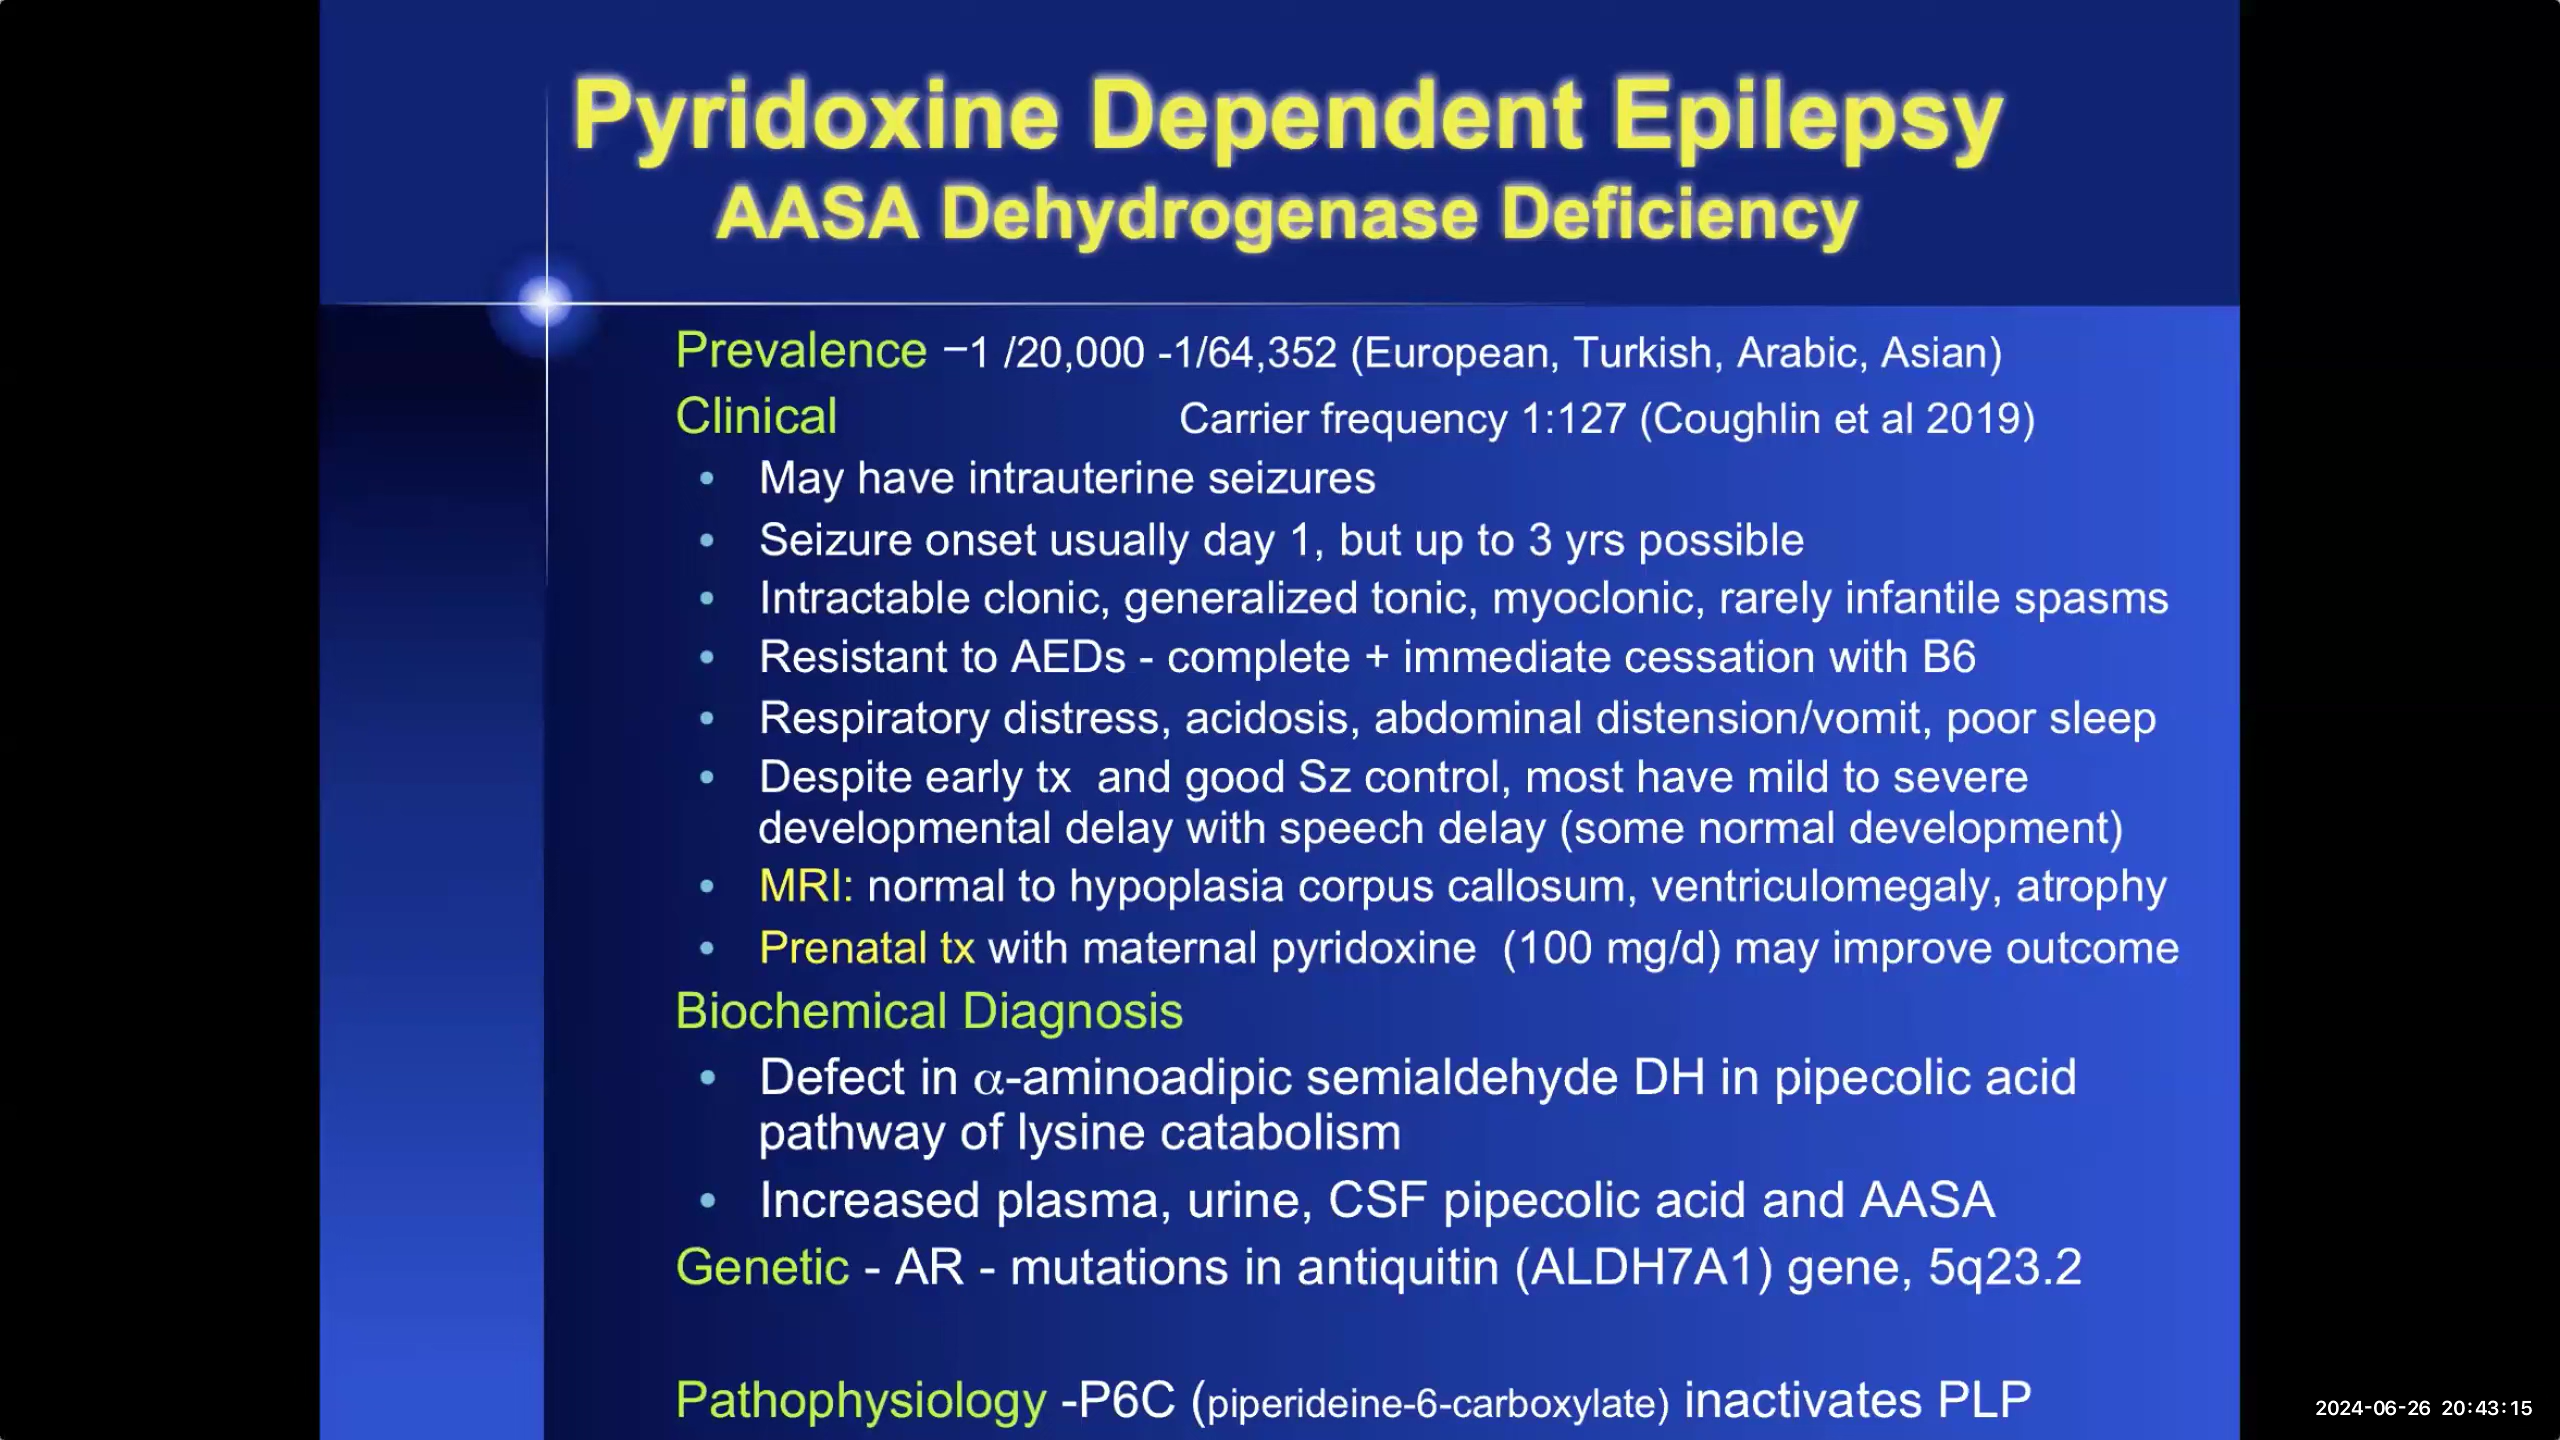 Pyridoxine Dependent Epilepsy
AASA Dehydrogenase Deficiency
Prevalence –1 /20,000 -1/64,352 (European, Turkish, Arabic, Asian)
Clinical Carrier frequency 1:127 (Coughlin et al 2019)
• May have intrauterine seizures
• Seizure onset usually day 1, but up to 3 yrs possible
• Intractable clonic, generalized tonic, myoclonic, rarely infantile spasms
• Resistant to AEDs - complete + immediate cessation with B6
• Respiratory distress, acidosis, abdominal distension/vomit, poor sleep
• Despite early tx and good Sz control, most have mild to severe
developmental delay with speech delay (some normal development)
• MRI: normal to hypoplasia corpus callosum, ventriculomegaly, atrophy
• Prenatal tx with maternal pyridoxine (100 mg/d) may improve outcome
Biochemical Diagnosis
• Defect in α-aminoadipic semialdehyde DH in pipecolic acid
pathway of lysine catabolism
• Increased plasma, urine, CSF pipecolic acid and AASA
Genetic - AR - mutations in antiquitin (ALDH7A1) gene, 5q23.2
Pathophysiology -P6C (piperideine-6-carboxylate) inactivates PLP
2024-06-26 20:43:15